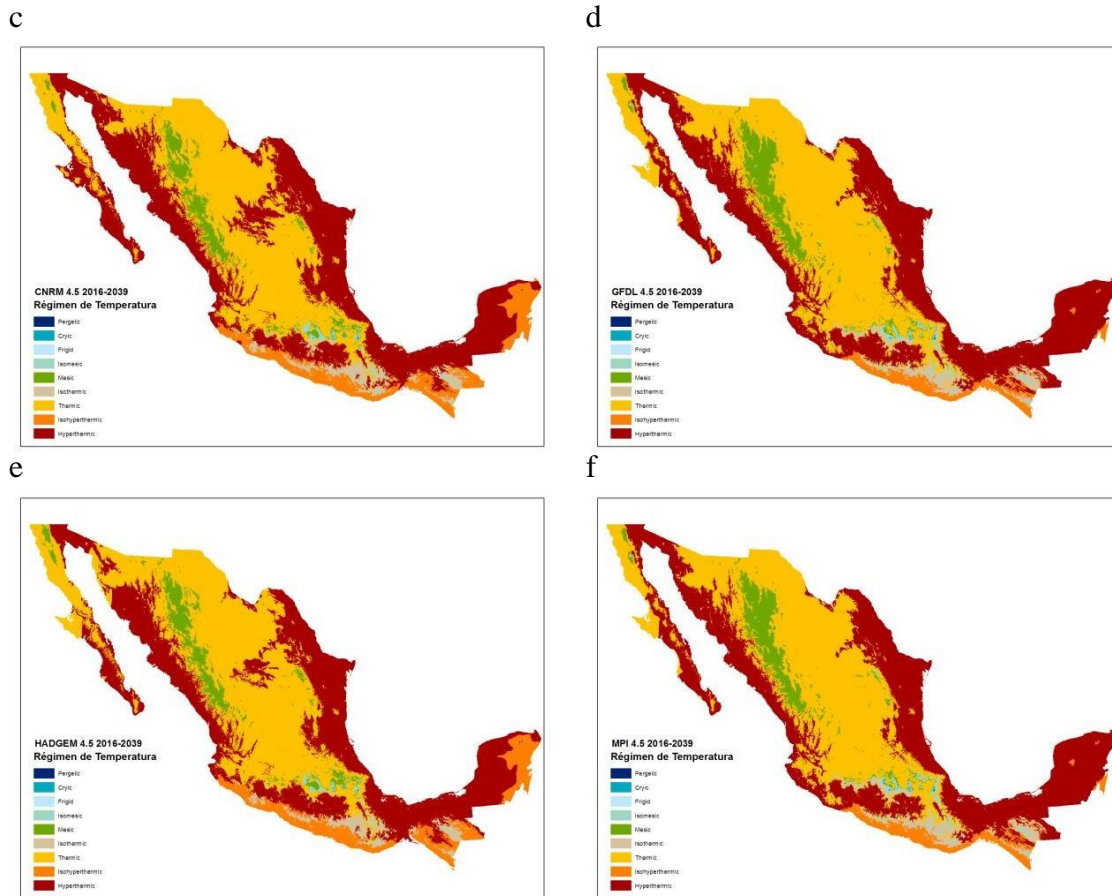 c
CNRM 4.5 2016-2039
Régimen de Temperatura
Pergelic
Cryic
Frigid
Isomesic
Mesic
Isothermic
Thermic
Isohyperthermic
Hyperthermic
d
GFDL 4.5 2016-2039
Régimen de Temperatura
Pergelic
Cryic
Frigid
Isomesic
Mesic
Isothermic
Thermic
Isohyperthermic
Hyperthermic
e
HADGEM 4.5 2016-2039
Régimen de Temperatura
Pergelic
Cryic
Frigid
Isomesic
Mesic
Isothermic
Thermic
Isohyperthermic
Hyperthermic
f
MPI 4.5 2016-2039
Régimen de Temperatura
Pergelic
Cryic
Frigid
Isomesic
Mesic
Isothermic
Thermic
Isohyperthermic
Hyperthermic